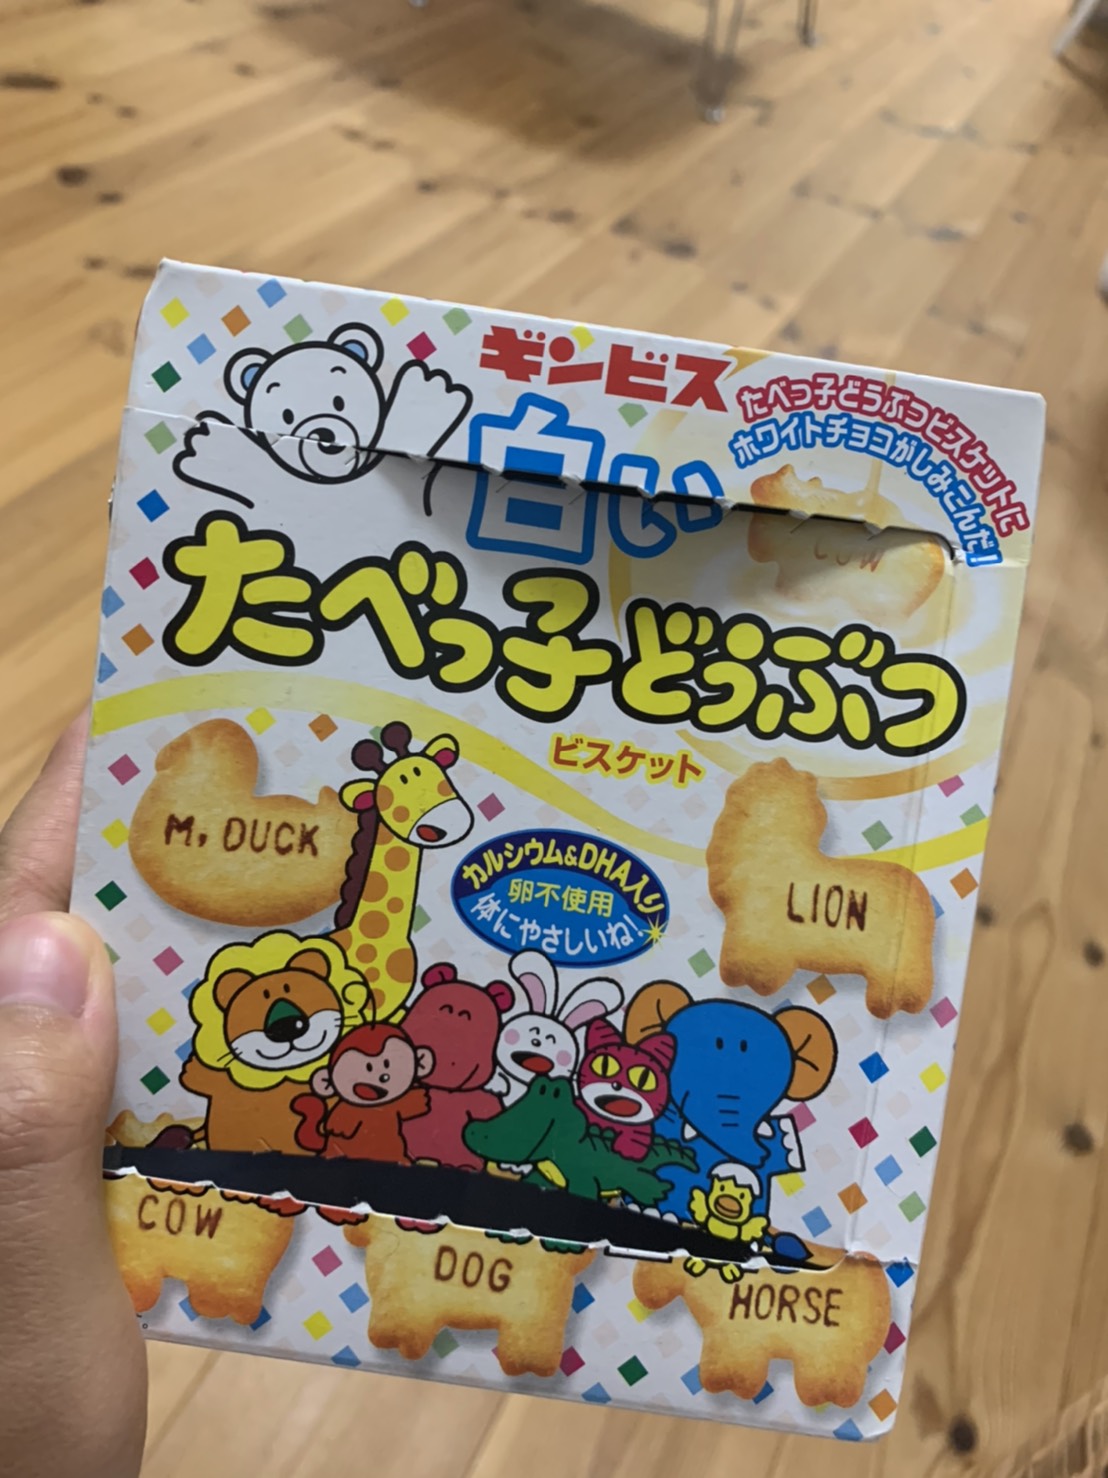 ギンビス
たべっ子どうぶつビスケットに
ホワイトチョコがしみこんだ!
白い
たべっ子どうぶつ
ビスケット
COW
M. DUCK
LION
カルシウム&DHA入り
卵不使用
体にやさしいね!
COW
DOG
HORSE